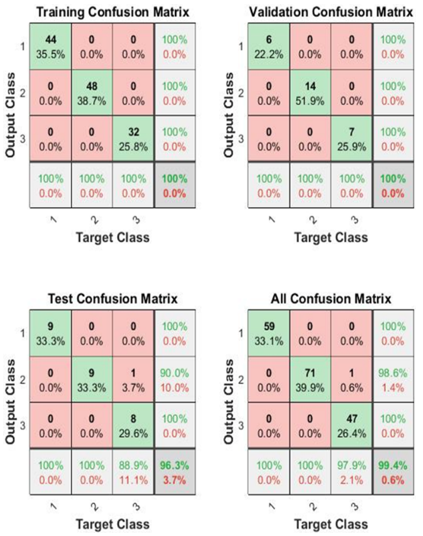 Training Confusion Matrix
1 44 0 0 100%
35.5% 0.0% 0.0% 0.0%
2 0 48 0 100%
0.0% 38.7% 0.0% 0.0%
3 0 0 32 100%
0.0% 0.0% 25.8% 0.0%
100% 100% 100% 100%
0.0% 0.0% 0.0% 0.0%
1 2 3
Target Class
Output Class
Validation Confusion Matrix
1 6 0 0 100%
22.2% 0.0% 0.0% 0.0%
2 0 14 0 100%
0.0% 51.9% 0.0% 0.0%
3 0 0 7 100%
0.0% 0.0% 25.9% 0.0%
100% 100% 100% 100%
0.0% 0.0% 0.0% 0.0%
1 2 3
Target Class
Output Class
Test Confusion Matrix
1 9 0 0 100%
33.3% 0.0% 0.0% 0.0%
2 0 9 1 90.0%
0.0% 33.3% 3.7% 10.0%
3 0 0 8 100%
0.0% 0.0% 29.6% 0.0%
100% 100% 88.9% 96.3%
0.0% 0.0% 11.1% 3.7%
1 2 3
Target Class
Output Class
All Confusion Matrix
1 59 0 0 100%
33.1% 0.0% 0.0% 0.0%
2 0 71 1 98.6%
0.0% 39.9% 0.6% 1.4%
3 0 0 47 100%
0.0% 0.0% 26.4% 0.0%
100% 100% 97.9% 99.4%
0.0% 0.0% 2.1% 0.6%
1 2 3
Target Class
Output Class